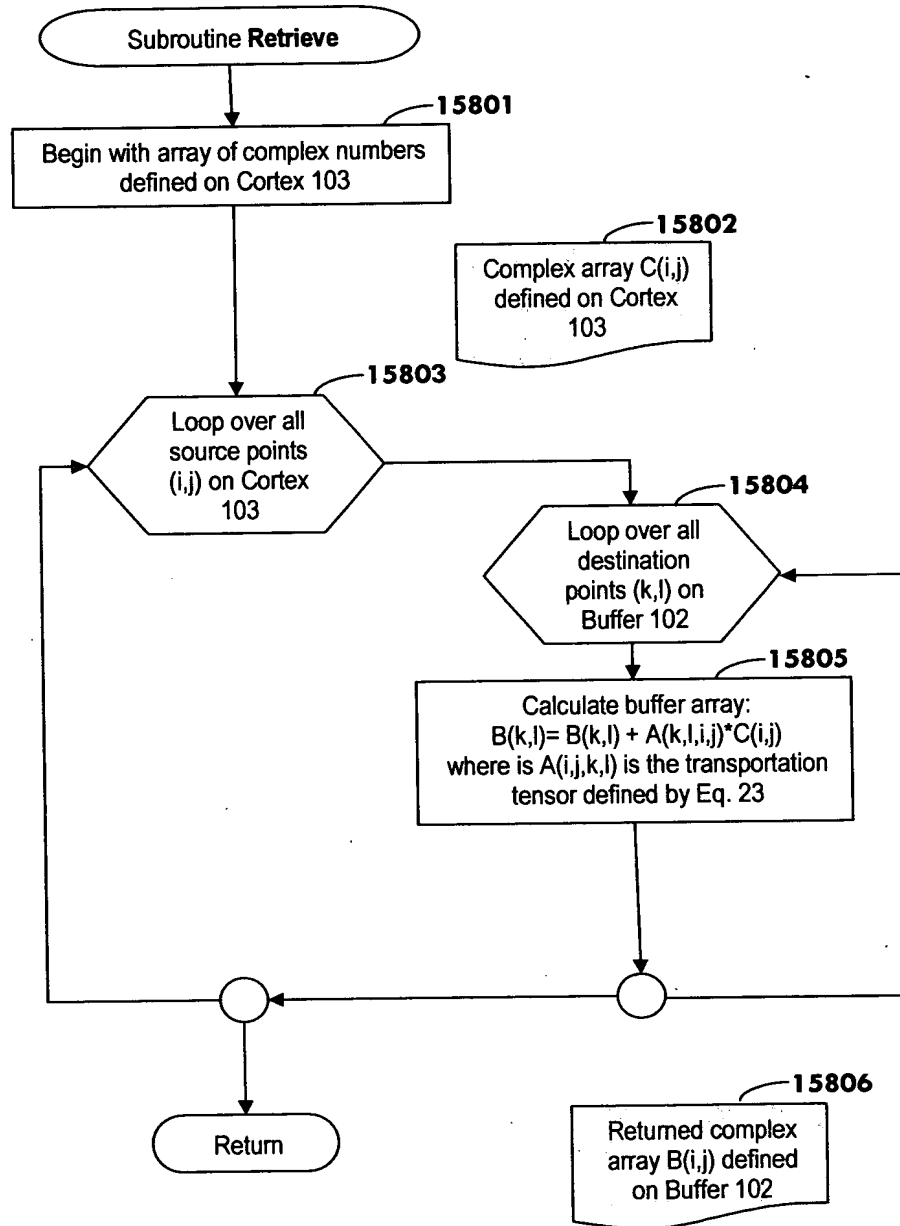 Subroutine Retrieve
15801
Begin with array of complex numbers
defined on Cortex 103
15802
Complex array C(i,j)
defined on Cortex
103
15803
Loop over all
source points
(i,j) on Cortex
103
15804
Loop over all
destination
points (k,l) on
Buffer 102
15805
Calculate buffer array:
B(k,l)= B(k,l) + A(k,l,i,j)*C(i,j)
where is A(i,j,k,l) is the transportation
tensor defined by Eq. 23
Return
15806
Returned complex
array B(i,j) defined
on Buffer 102